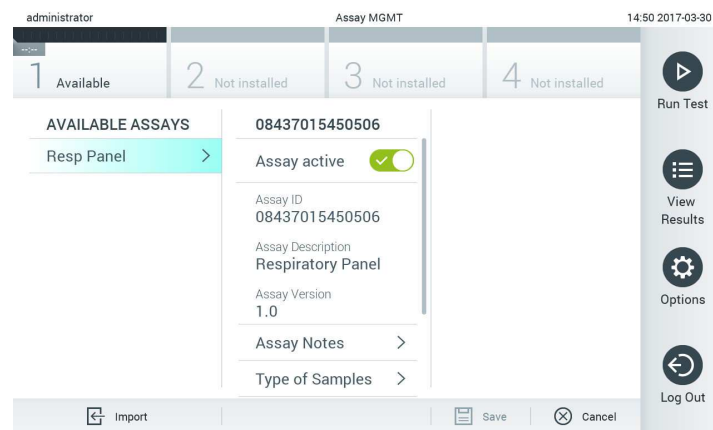 administrator
Assay MGMT
14:50 2017-03-30
--:--
1 Available
2 Not installed
3 Not installed
4 Not installed
AVAILABLE ASSAYS
Resp Panel
08437015450506
Assay active
Assay ID
08437015450506
Assay Description
Respiratory Panel
Assay Version
1.0
Assay Notes
Type of Samples
Run Test
View
Results
Options
Log Out
Import
Save
Cancel